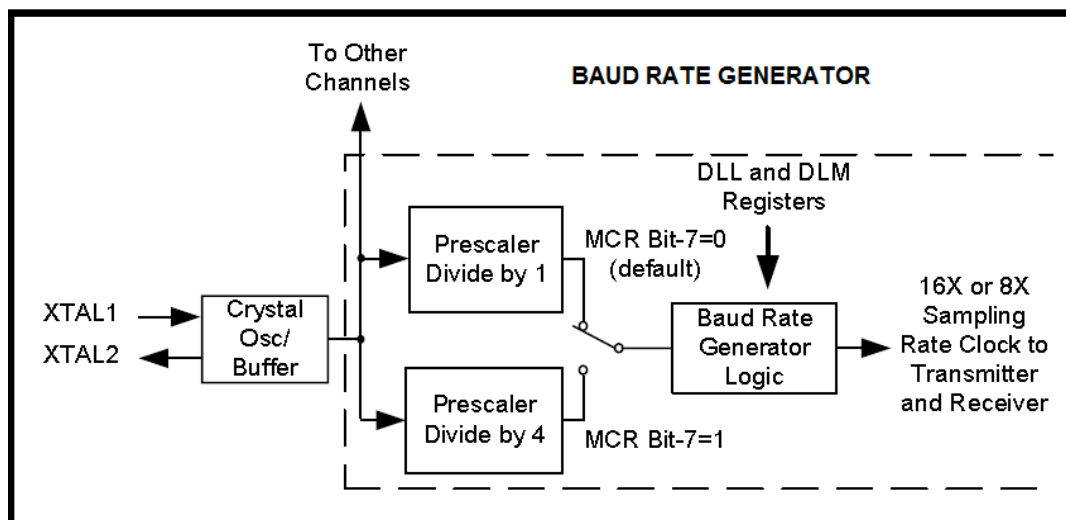 To Other
Channels
BAUD RATE GENERATOR
DLL and DLM
Registers
Prescaler
Divide by 1
MCR Bit-7=0
(default)
XTAL1
XTAL2
Crystal
Osc/
Buffer
Baud Rate
Generator
Logic
16X or 8X
Sampling
Rate Clock to
Transmitter
and Receiver
Prescaler
Divide by 4
MCR Bit-7=1